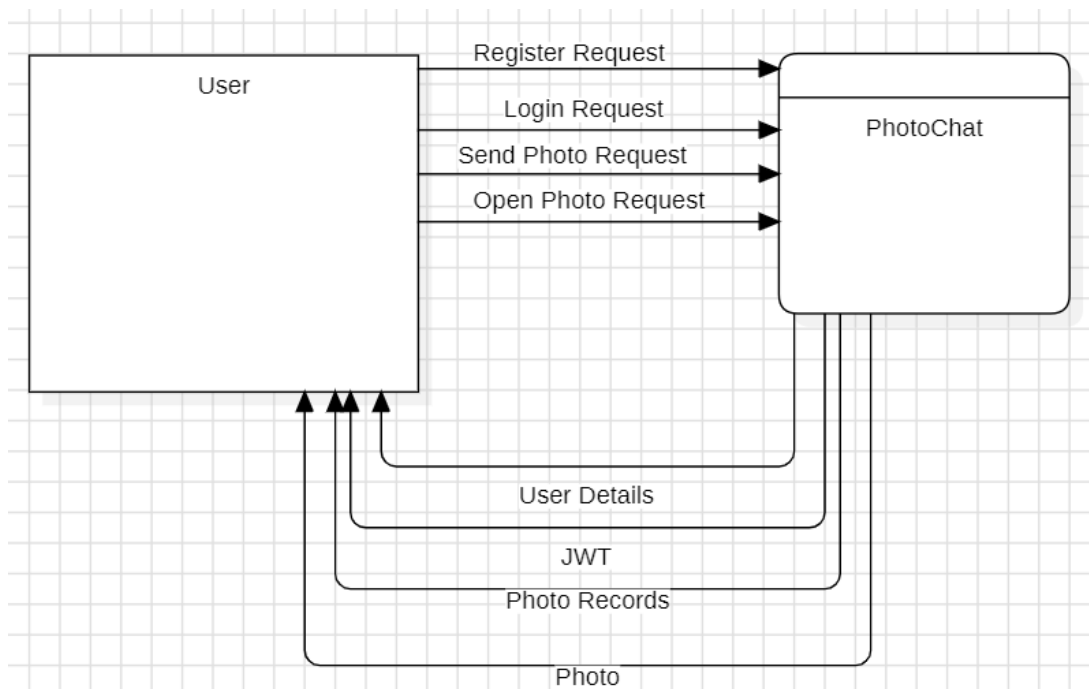 Register Request
User
Login Request
PhotoChat
Send Photo Request
Open Photo Request
User Details
JWT
Photo Records
Photo